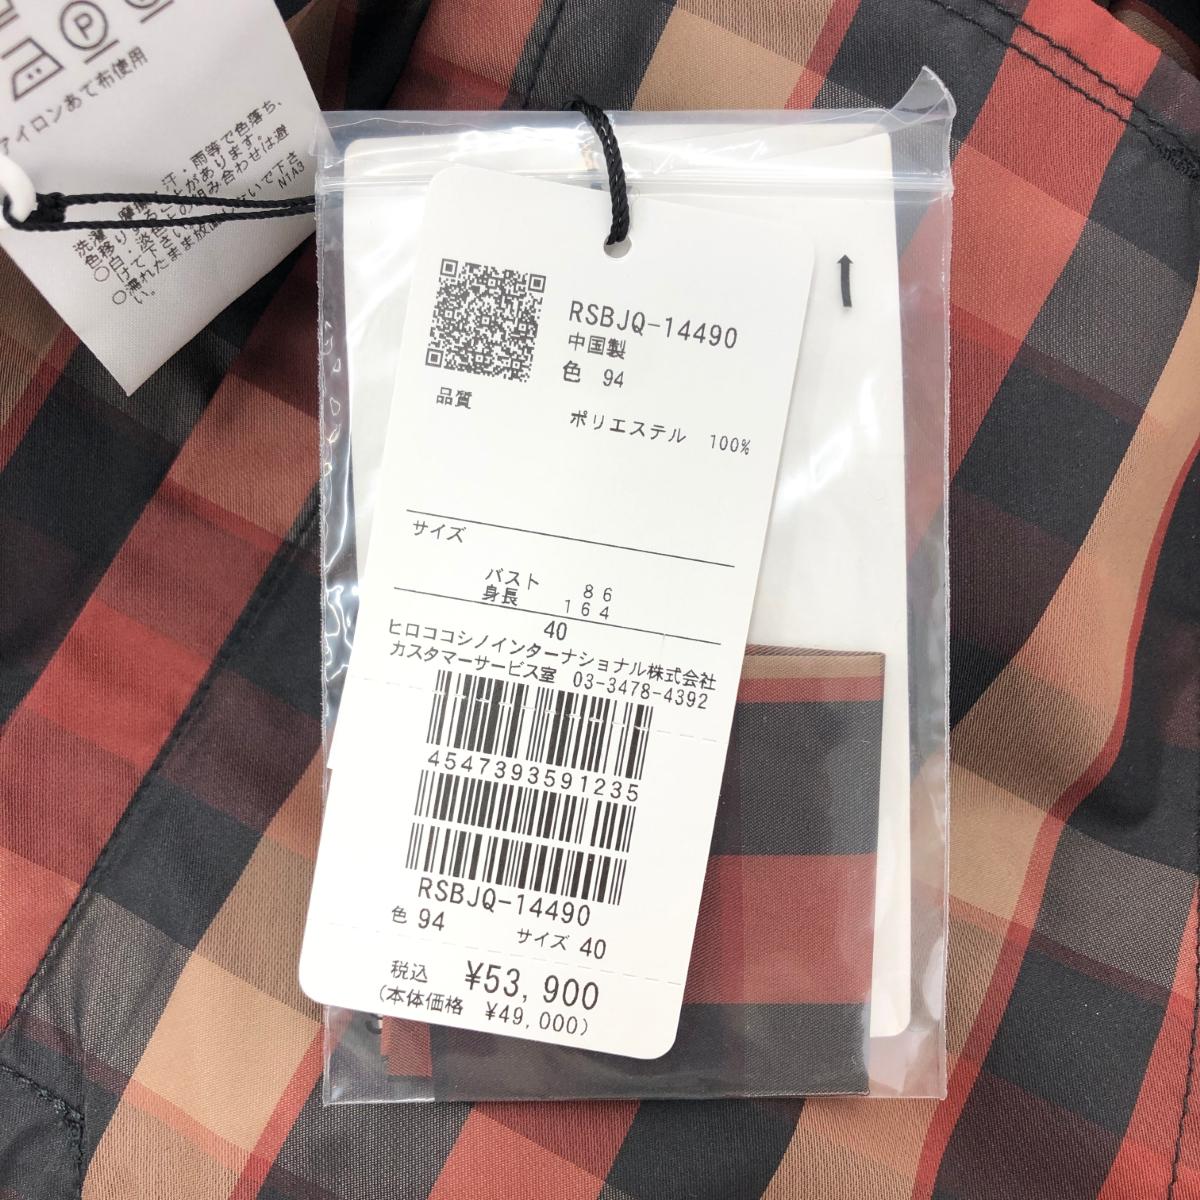 P
アイロンあて布使用
N1A3
RSBJQ-14490
中国製
色 94
品質
ポリエステル 100%
サイズ
バスト 86
身長 164
40
ヒロココシノインターナショナル株式会社
カスタマーサービス室 03-3478-4392
4547393591235
RSBJQ-14490
色 94 サイズ 40
税込 ¥53,900
(本体価格 ¥49,000)